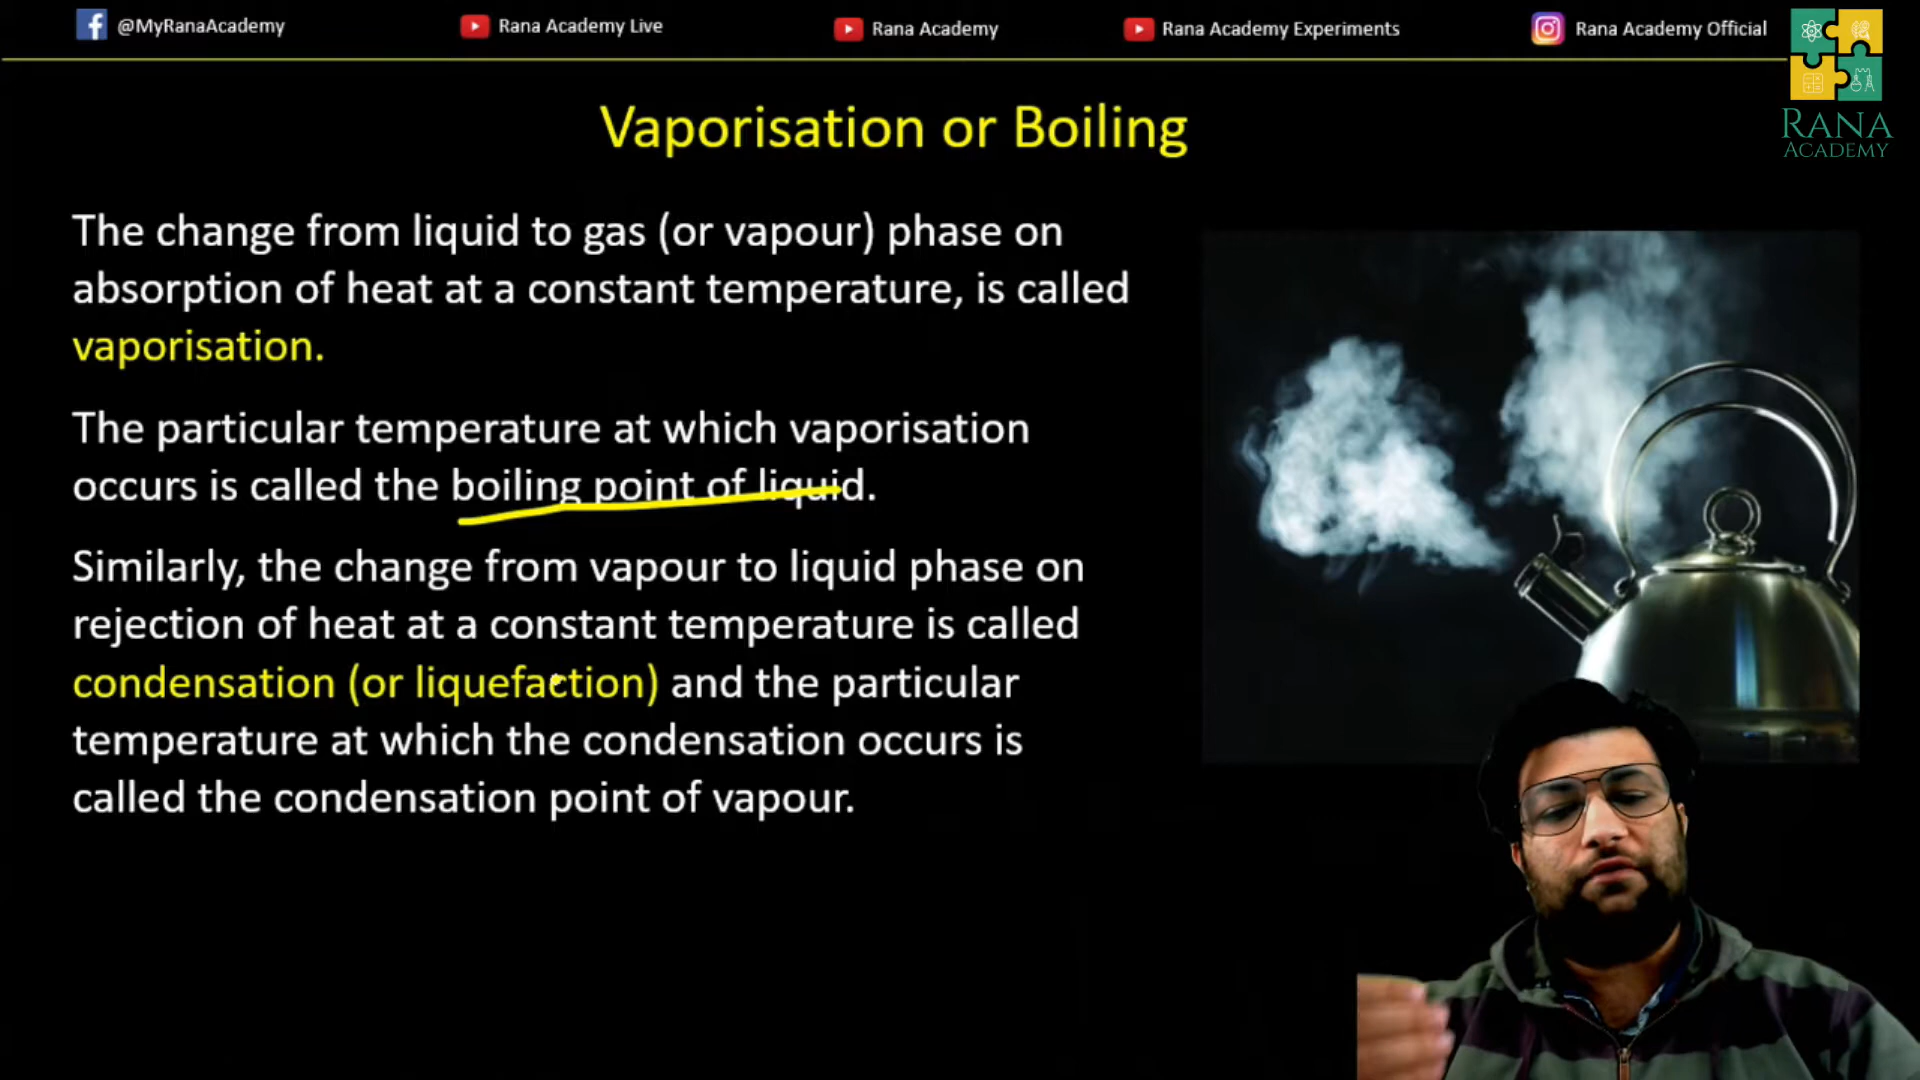 @MyRanaAcademy
Rana Academy Live
Rana Academy
Rana Academy Experiments
Rana Academy Official
RANA
ACADEMY
Vaporisation or Boiling
The change from liquid to gas (or vapour) phase on
absorption of heat at a constant temperature, is called
vaporisation.
The particular temperature at which vaporisation
occurs is called the boiling point of liquid.
Similarly, the change from vapour to liquid phase on
rejection of heat at a constant temperature is called
condensation (or liquefaction) and the particular
temperature at which the condensation occurs is
called the condensation point of vapour.